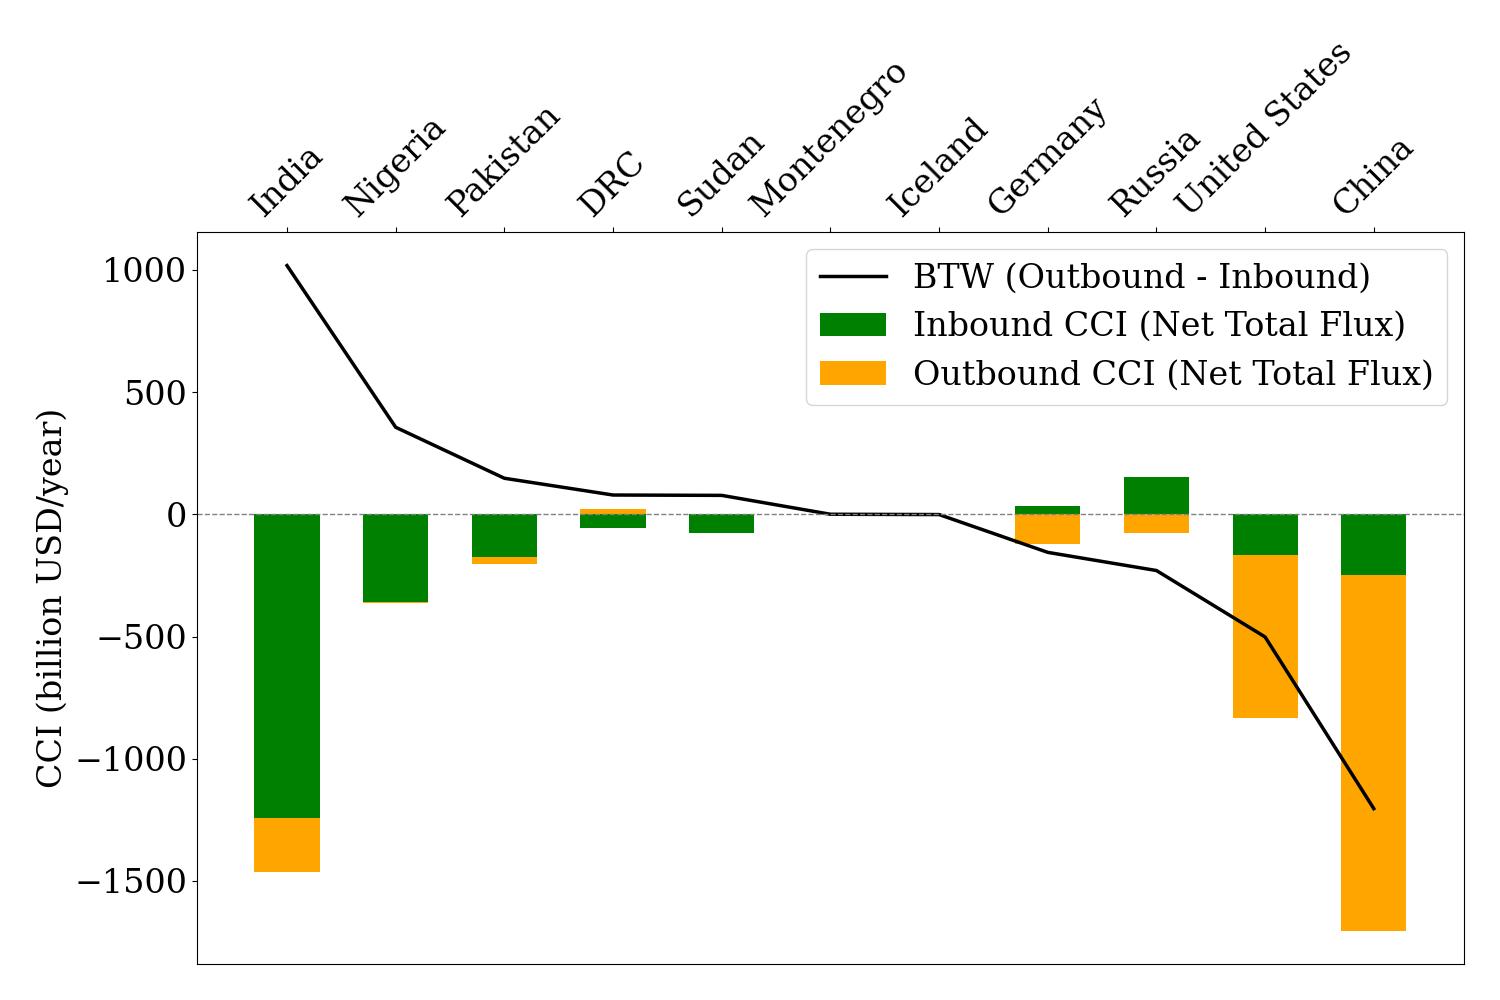 India
Nigeria
Pakistan
DRC
Sudan
Montenegro
Iceland
Germany
Russia
United States
China
CCI (billion USD/year)
1000
500
0
−500
−1000
−1500
BTW (Outbound - Inbound)
Inbound CCI (Net Total Flux)
Outbound CCI (Net Total Flux)